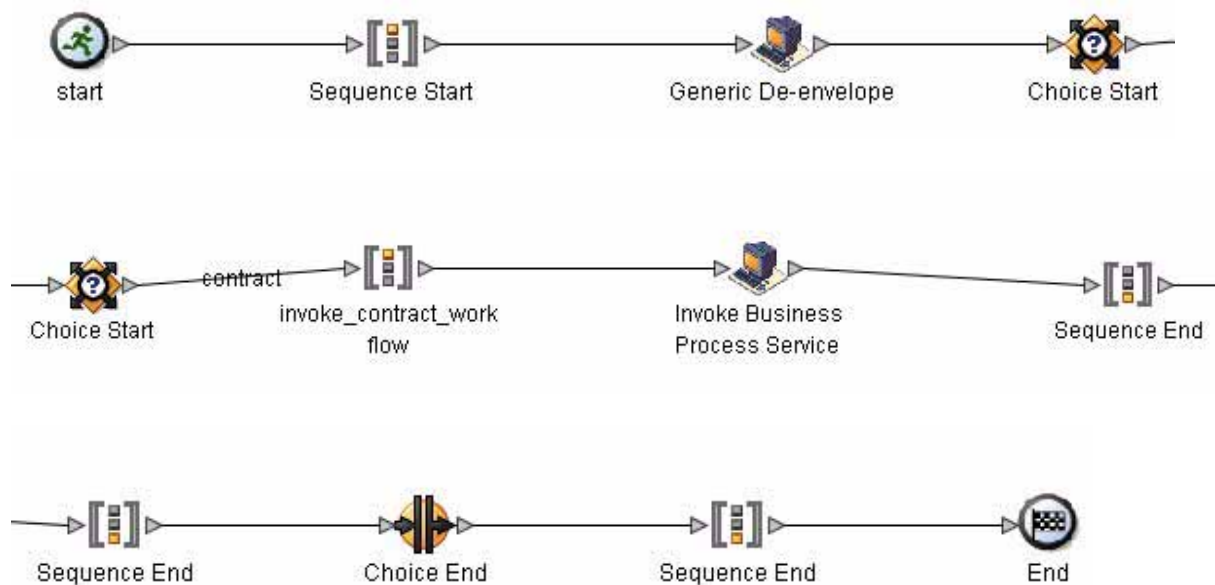 start
Sequence Start
Generic De-envelope
Choice Start
contract
Choice Start
invoke_contract_work
flow
Invoke Business
Process Service
Sequence End
Sequence End
Choice End
Sequence End
End